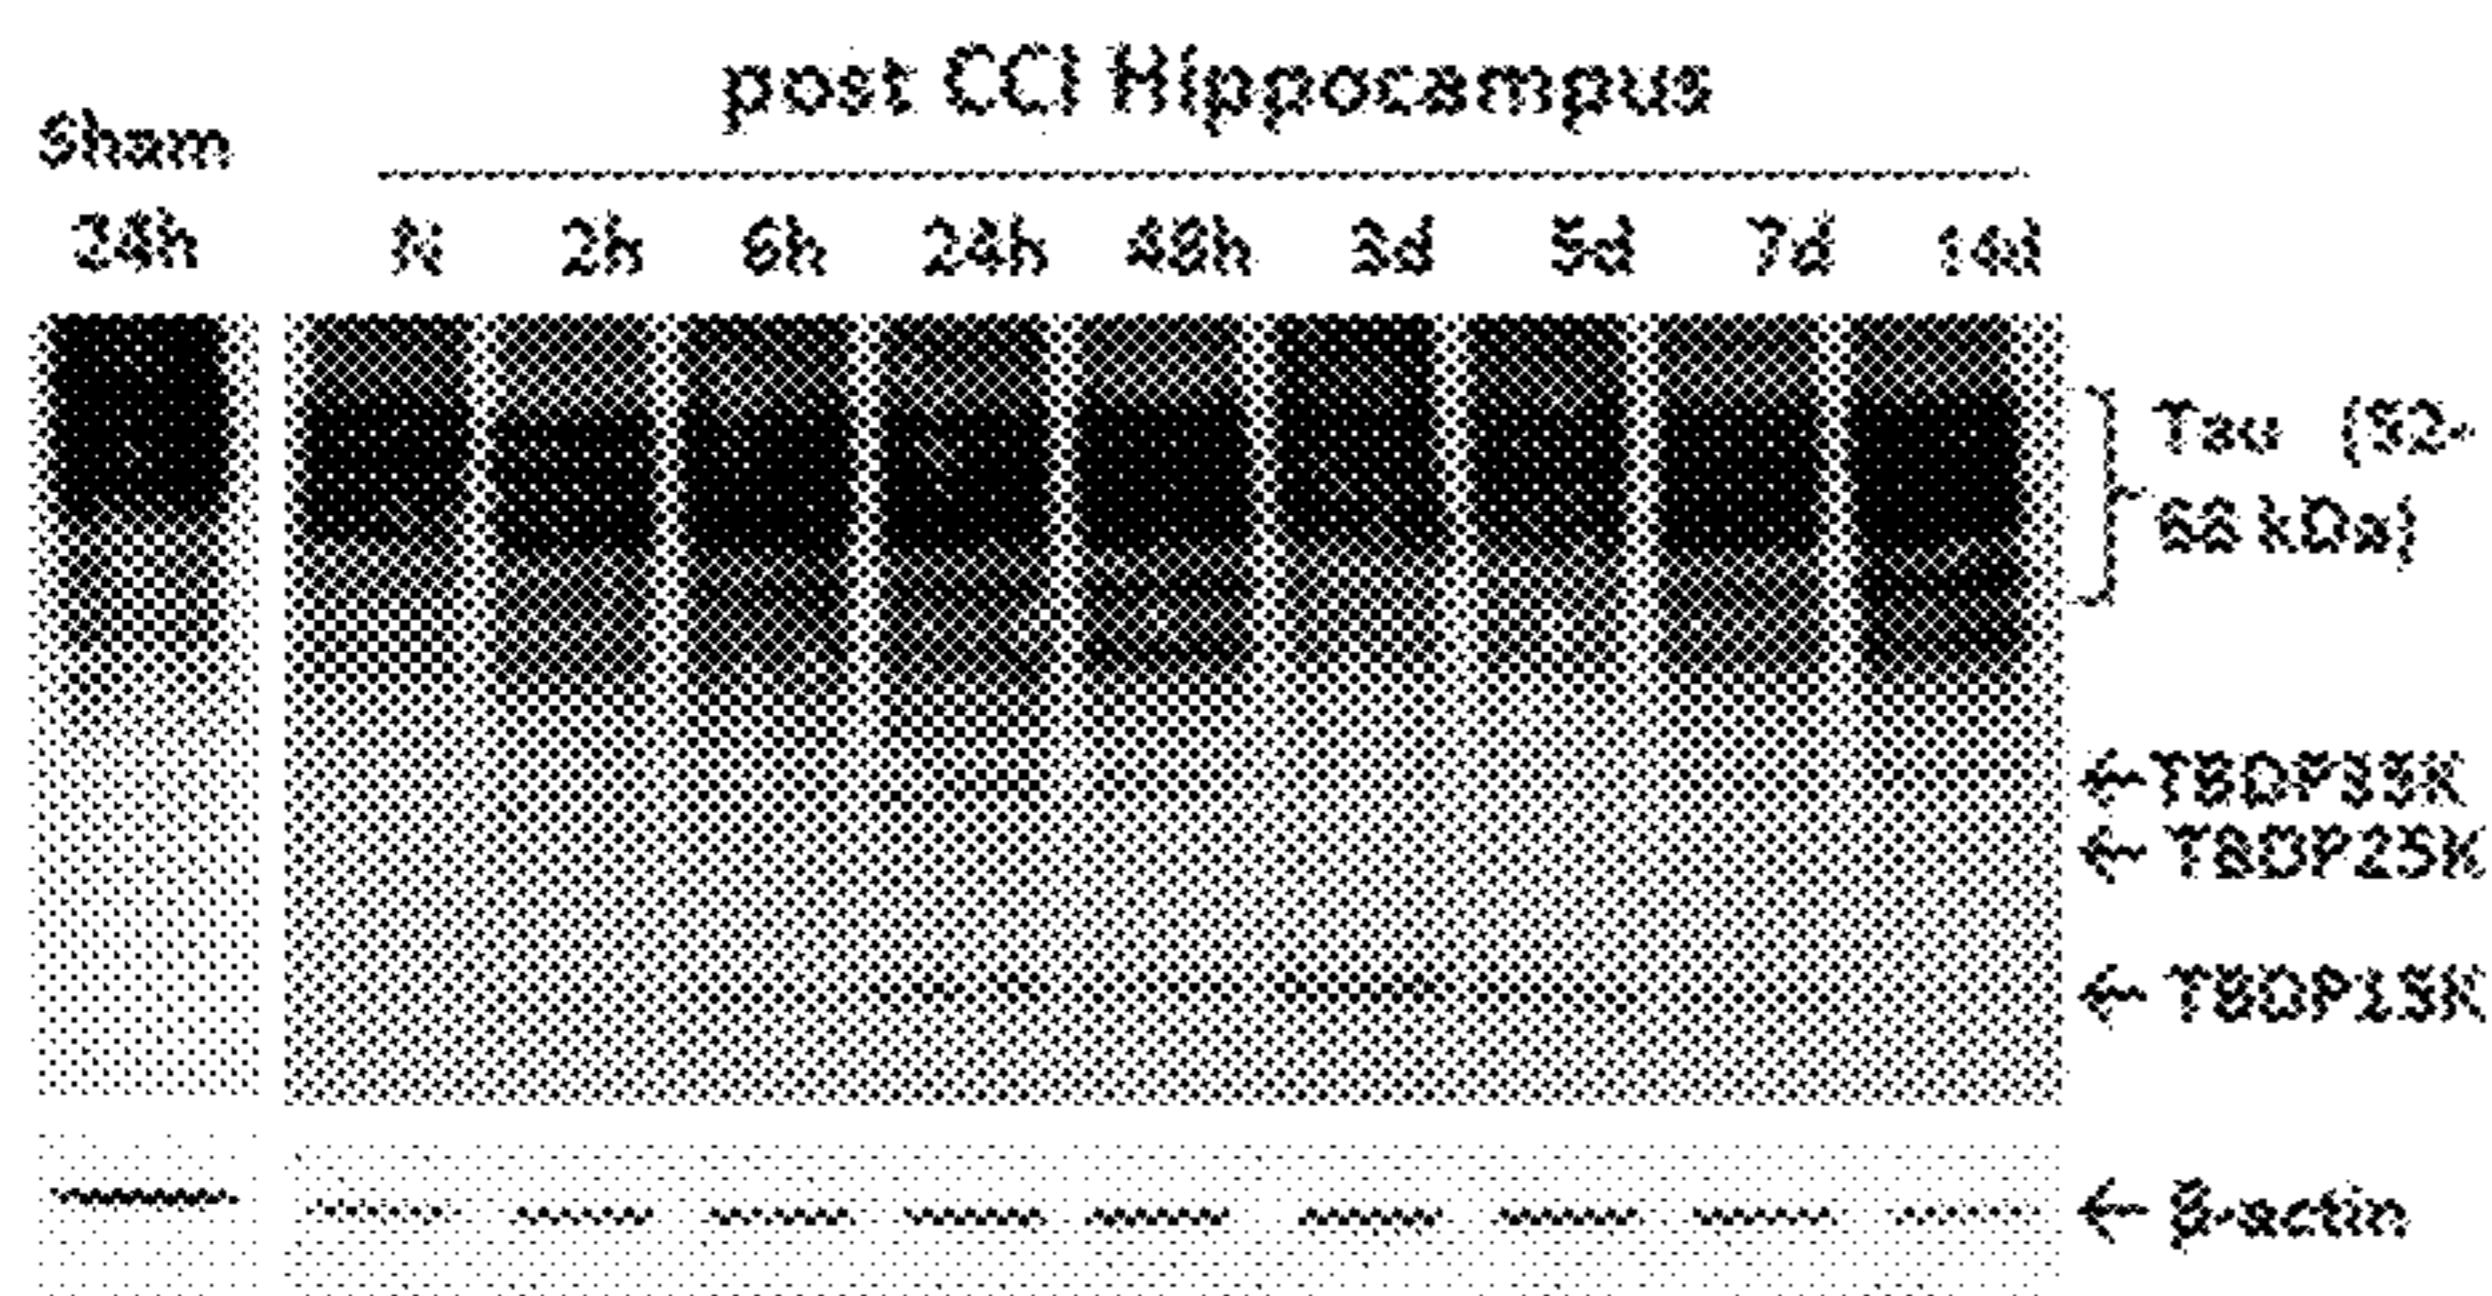 post CCI Hippocampus
Sham
24h N 2h 6h 24h 48h 3d 5d 7d 14d
Tau (52-
68 kDa)
←TBDP35K
← TBDP25K
← TBDP15K
← β-actin